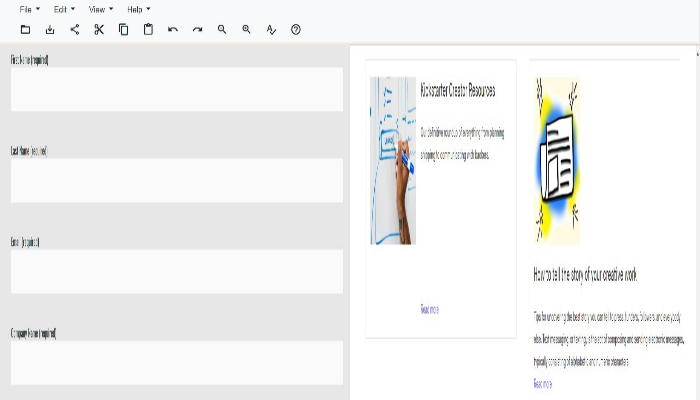 File Edit View Help
First Name (required)
Last Name (required)
Email (required)
Company Name (required)
Kickstarter Creator Resources
Our definitive roundup of everything from planning
shipping to communicating with backers.
Read more
How to tell the story of your creative work
Tips for uncovering the best story you can tell to press, funders, followers and everybody
else. Text messaging, or texting, is the act of composing and sending electronic messages,
typically consisting of alphabetic and numeric characters
Read more